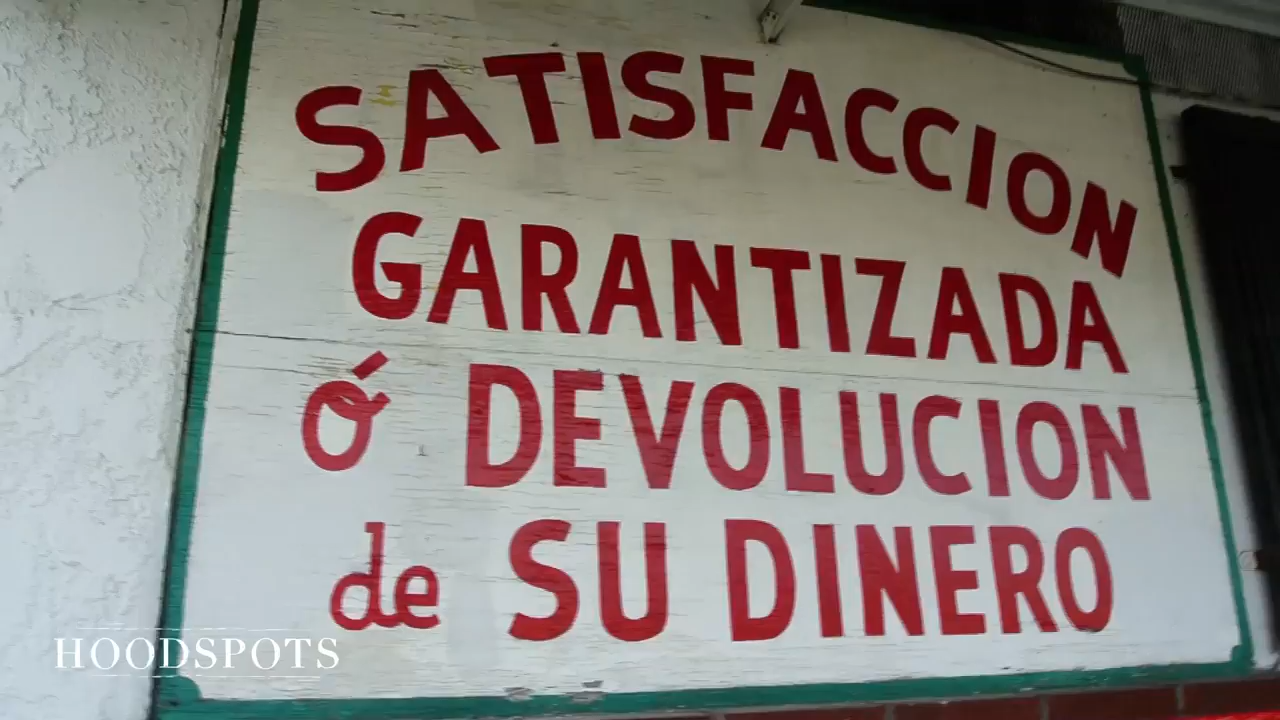 SATISFACCION
GARANTIZADA
Ó DEVOLUCION
de SU DINERO
HOODSPOTS